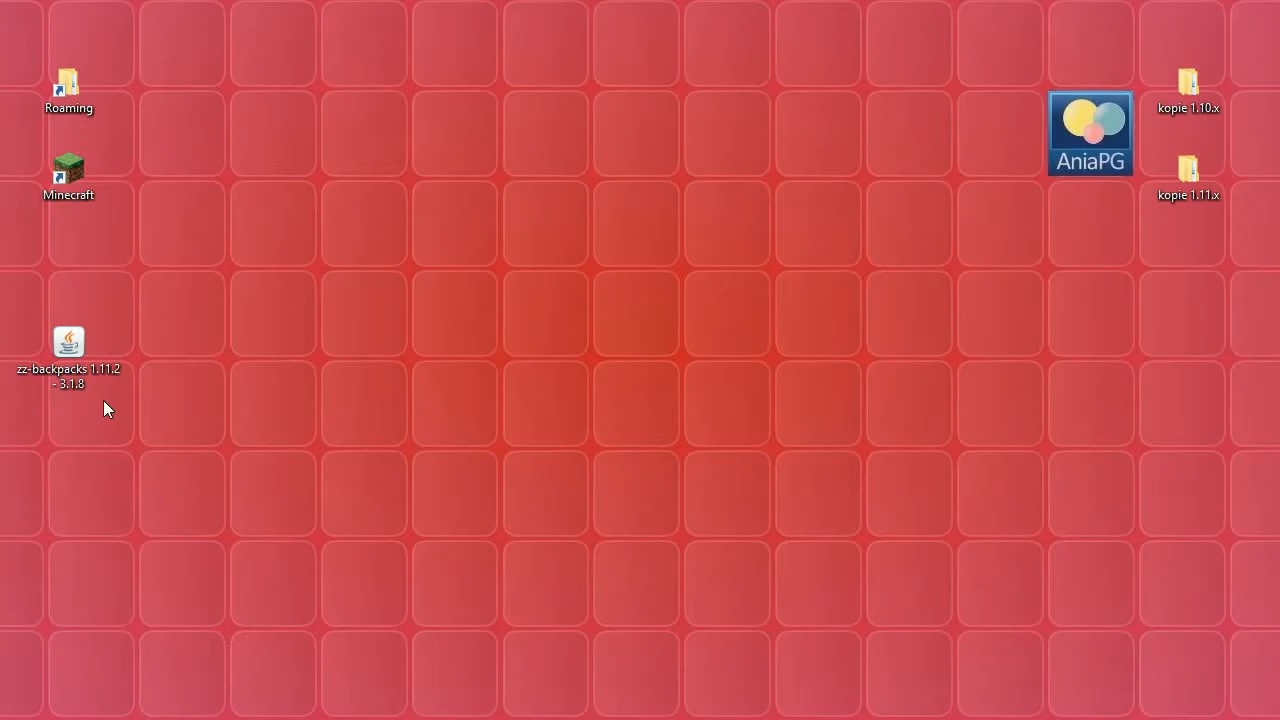 Roaming
Minecraft
zz-backpacks 1.11.2
- 3.1.8
AniaPG
kopie 1.10.x
kopie 1.11.x